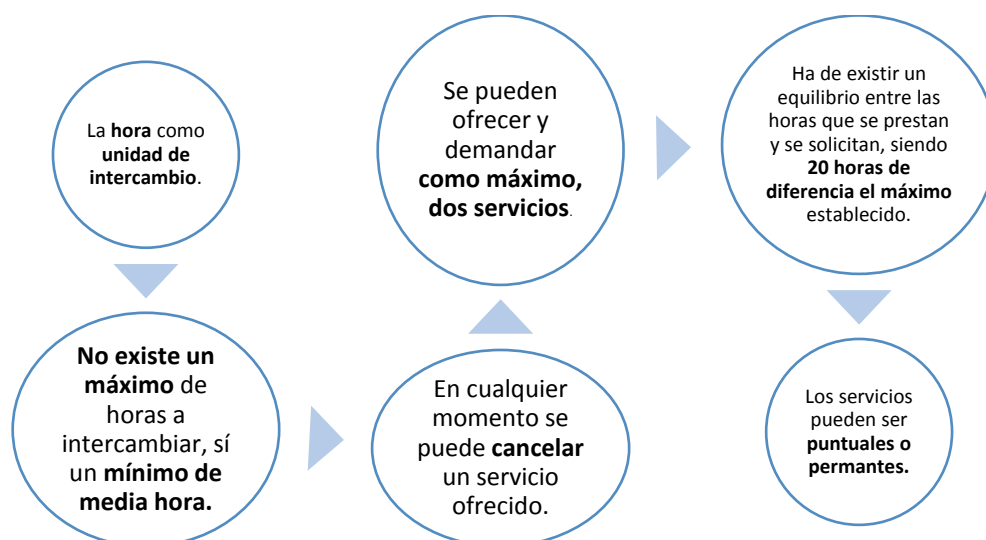 La hora como
unidad de
intercambio.
No existe un
máximo de
horas a
intercambiar, sí
un mínimo de
media hora.
En cualquier
momento se
puede cancelar
un servicio
ofrecido.
Se pueden
ofrecer y
demandar
como máximo,
dos servicios.
Ha de existir un
equilibrio entre las
horas que se prestan
y se solicitan, siendo
20 horas de
diferencia el máximo
establecido.
Los servicios
pueden ser
puntuales o
permantes.